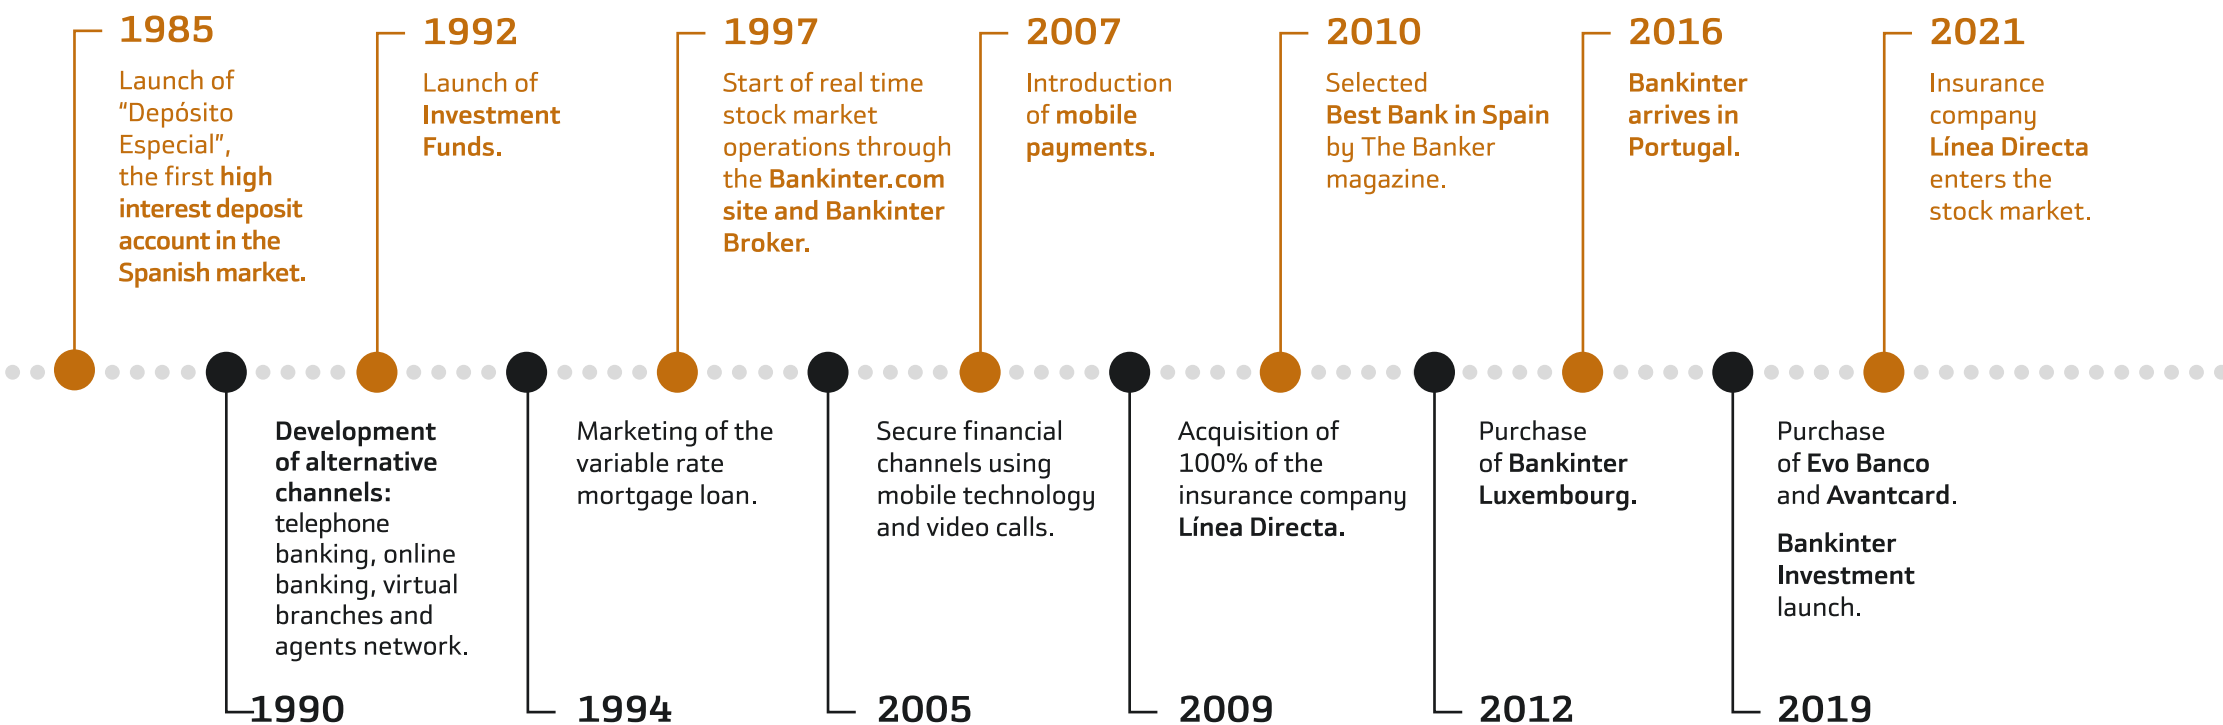 1985
Launch of
“Depósito
Especial”,
the first high
interest deposit
account in the
Spanish market.
1992
Launch of
Investment
Funds.
1997
Start of real time
stock market
operations through
the Bankinter.com
site and Bankinter
Broker.
2007
Introduction
of mobile
payments.
2010
Selected
Best Bank in Spain
by The Banker
magazine.
2016
Bankinter
arrives in
Portugal.
2021
Insurance
company
Línea Directa
enters the
stock market.
Development
of alternative
channels:
telephone
banking, online
banking, virtual
branches and
agents network.
1990
Marketing of the
variable rate
mortgage loan.
1994
Secure financial
channels using
mobile technology
and video calls.
2005
Acquisition of
100% of the
insurance company
Línea Directa.
2009
Purchase
of Bankinter
Luxembourg.
2012
Purchase
of Evo Banco
and Avantcard.
Bankinter
Investment
launch.
2019